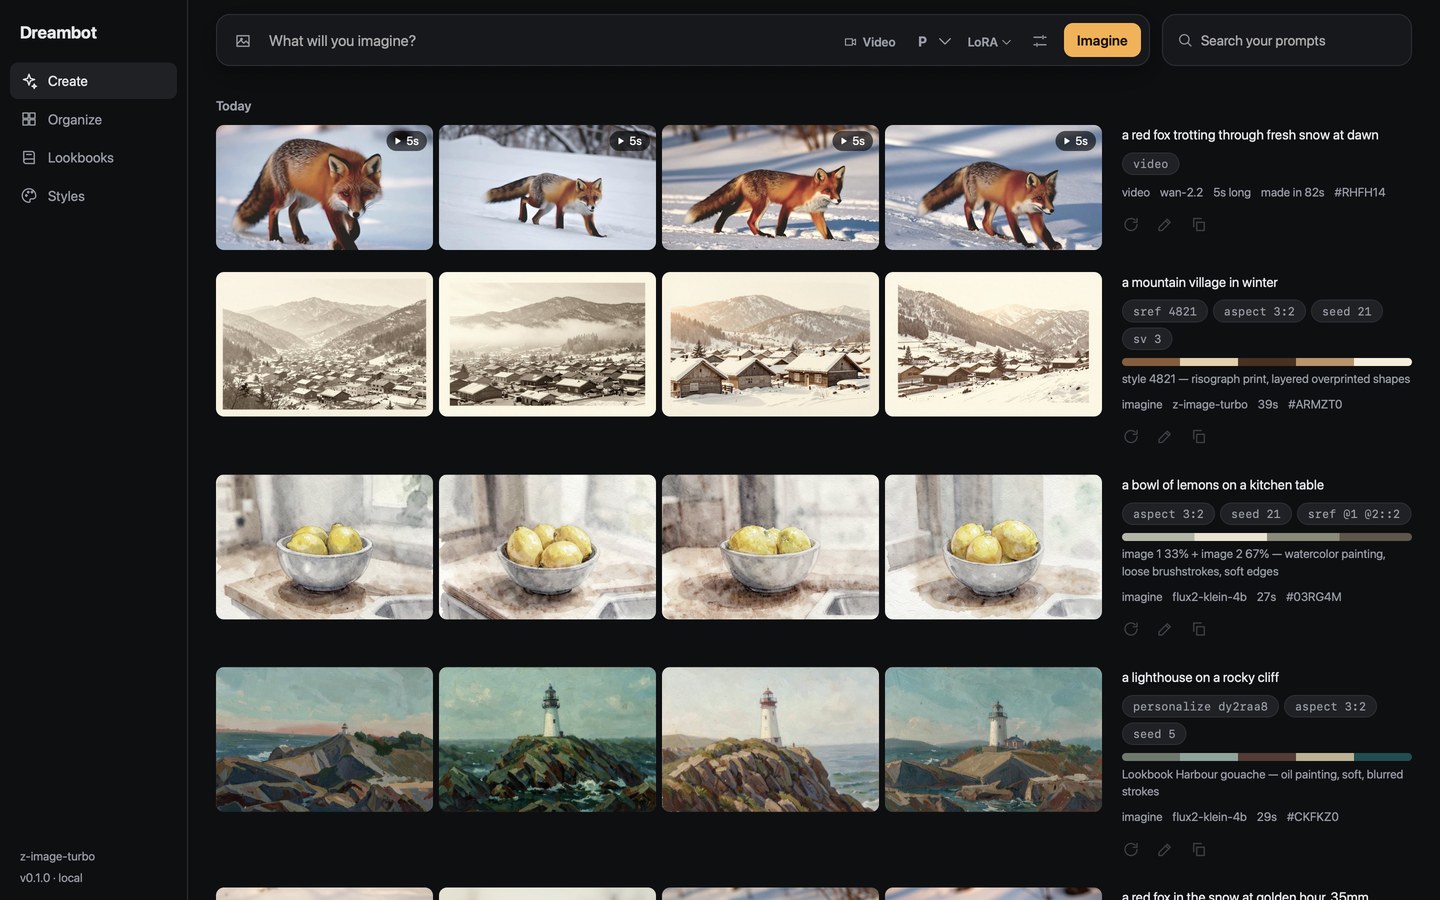 Dreambot
Create
Organize
Lookbooks
Styles
z-image-turbo
v0.1.0 · local
What will you imagine?
Video
P
LoRA
Imagine
Search your prompts
Today
5s
5s
5s
5s
a red fox trotting through fresh snow at dawn
video
video wan-2.2 5s long made in 82s #RHFH14
a mountain village in winter
sref 4821 aspect 3:2 seed 21
sv 3
style 4821 — risograph print, layered overprinted shapes
imagine z-image-turbo 39s #ARMZT0
a bowl of lemons on a kitchen table
aspect 3:2 seed 21 sref @1 @2::2
image 1 33% + image 2 67% — watercolor painting,
loose brushstrokes, soft edges
imagine flux2-klein-4b 27s #03RG4M
a lighthouse on a rocky cliff
personalize dy2raa8 aspect 3:2
seed 5
Lookbook Harbour gouache — oil painting, soft, blurred
strokes
imagine flux2-klein-4b 29s #CKFKZ0
a red fox in the snow at golden hour, 35mm